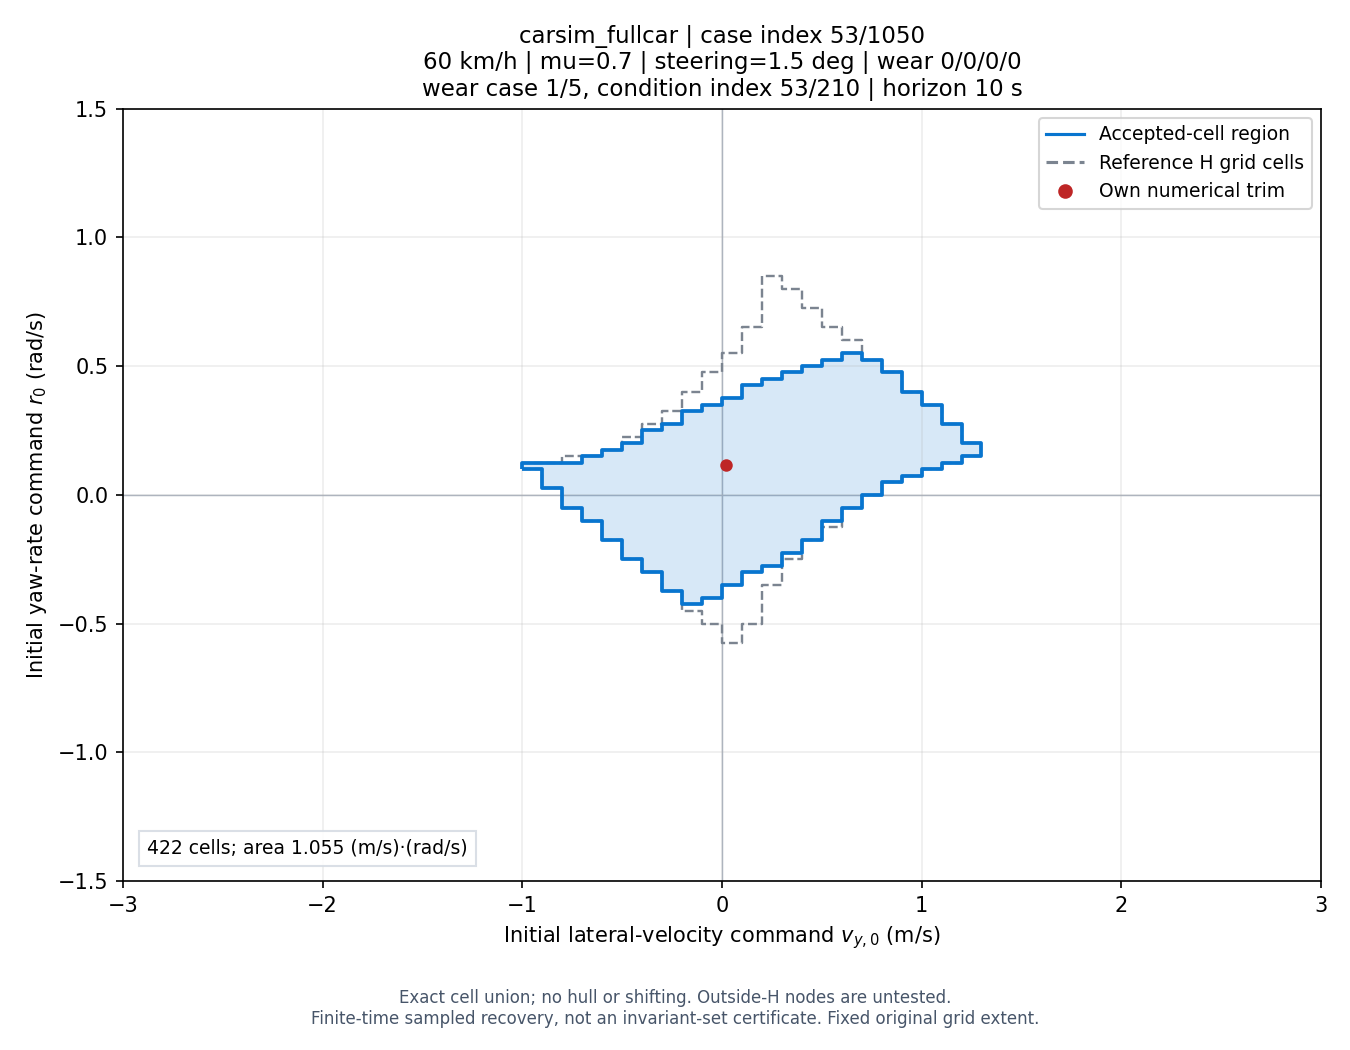 carsim_fullcar | case index 53/1050
60 km/h | mu=0.7 | steering=1.5 deg | wear 0/0/0/0
wear case 1/5, condition index 53/210 | horizon 10 s
Accepted-cell region
Reference H grid cells
Own numerical trim
1.5
1.0
0.5
0.0
−0.5
−1.0
−1.5
Initial yaw-rate command r0 (rad/s)
422 cells; area 1.055 (m/s)·(rad/s)
−3
−2
−1
0
1
2
3
Initial lateral-velocity command vy,0 (m/s)
Exact cell union; no hull or shifting. Outside-H nodes are untested.
Finite-time sampled recovery, not an invariant-set certificate. Fixed original grid extent.